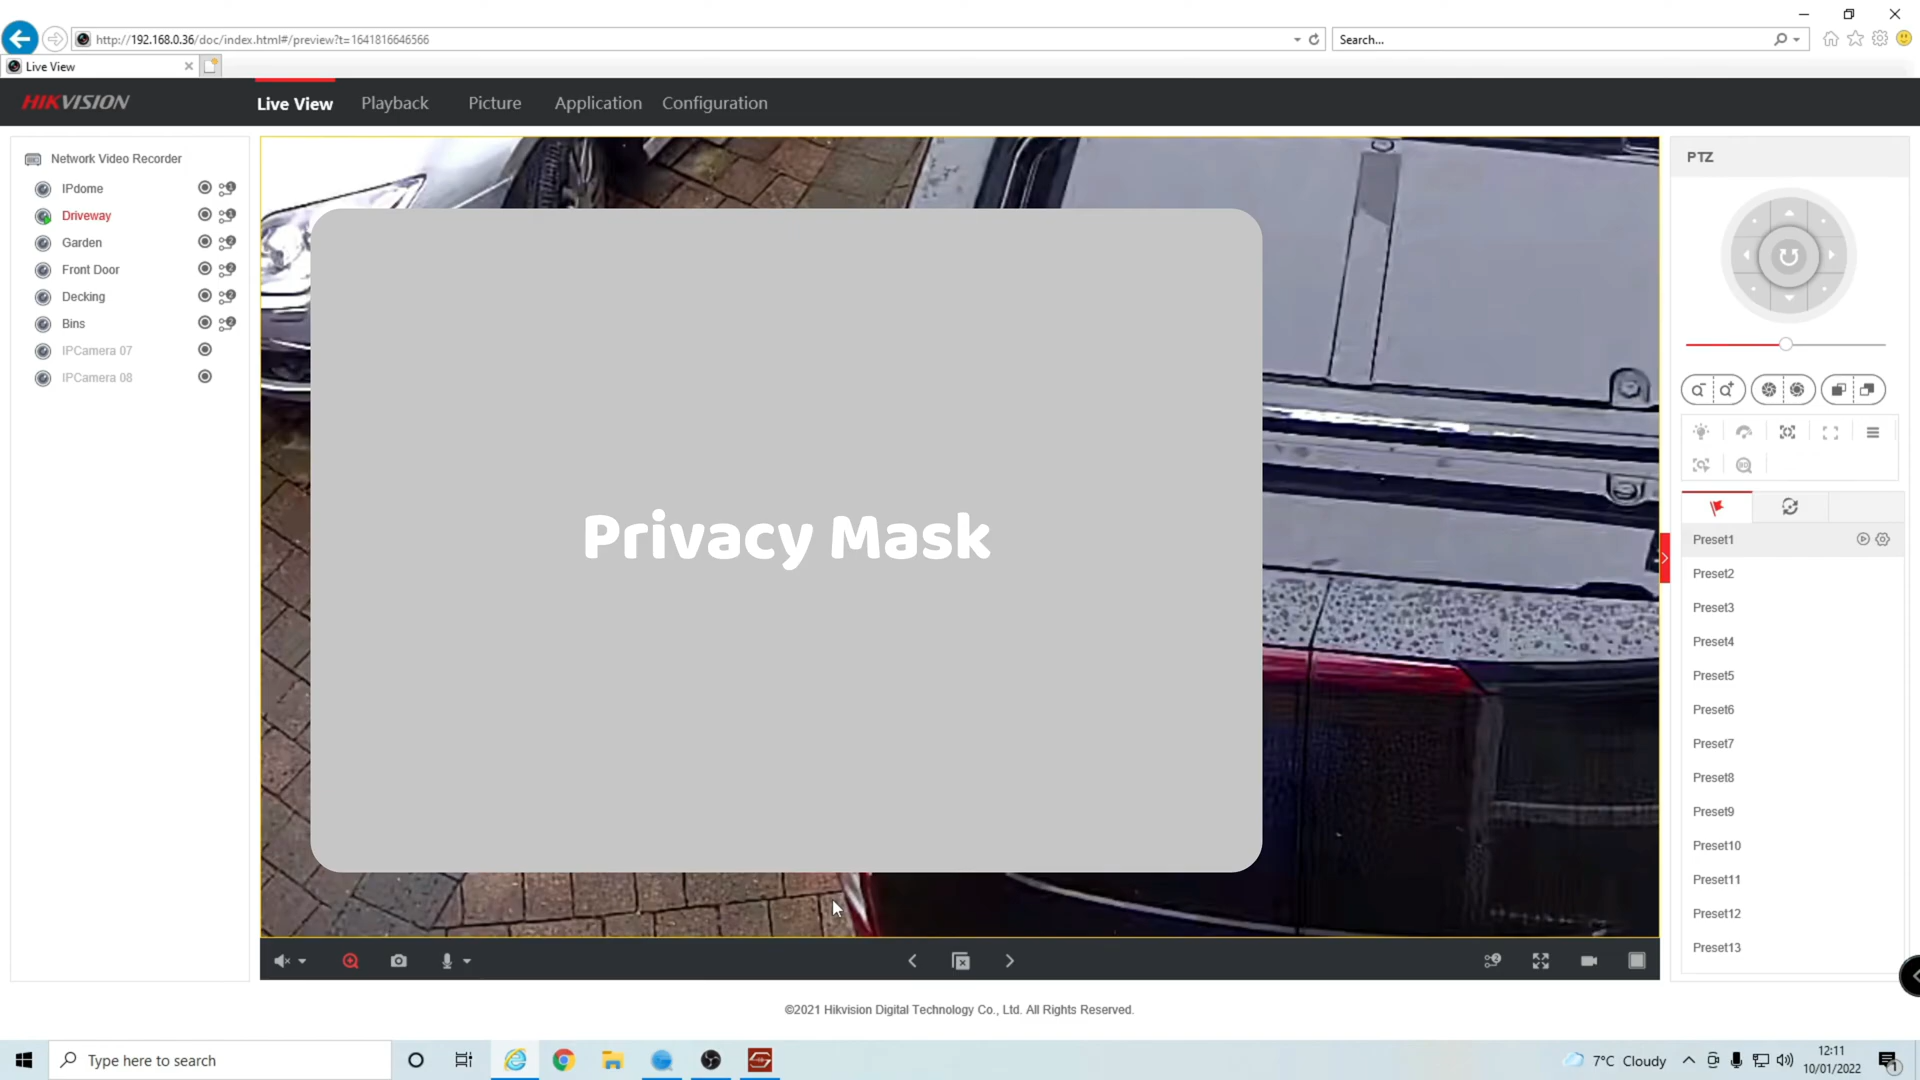 http://192.168.0.36/doc/index.html#/preview?t=1641816646566
Search...
Live View
HIKVISION
Live View
Playback
Picture
Application
Configuration
Network Video Recorder
IPdome
Driveway
Garden
Front Door
Decking
Bins
IPCamera 07
IPCamera 08
Privacy Mask
PTZ
Preset1
Preset2
Preset3
Preset4
Preset5
Preset6
Preset7
Preset8
Preset9
Preset10
Preset11
Preset12
Preset13
©2021 Hikvision Digital Technology Co., Ltd. All Rights Reserved.
Type here to search
7°C Cloudy
12:11
10/01/2022